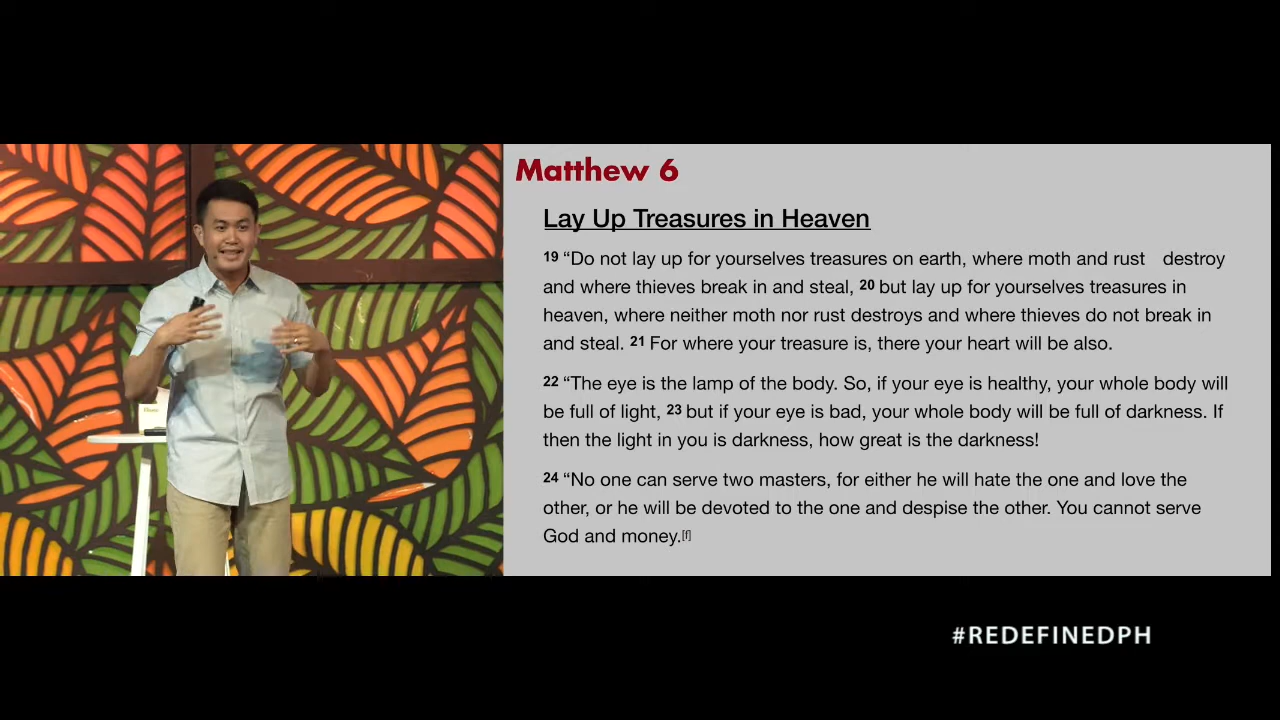 Matthew 6
Lay Up Treasures in Heaven
19 “Do not lay up for yourselves treasures on earth, where moth and rust destroy
and where thieves break in and steal, 20 but lay up for yourselves treasures in
heaven, where neither moth nor rust destroys and where thieves do not break in
and steal. 21 For where your treasure is, there your heart will be also.
22 “The eye is the lamp of the body. So, if your eye is healthy, your whole body will
be full of light, 23 but if your eye is bad, your whole body will be full of darkness. If
then the light in you is darkness, how great is the darkness!
24 “No one can serve two masters, for either he will hate the one and love the
other, or he will be devoted to the one and despise the other. You cannot serve
God and money.[f]
#REDEFINEDPH